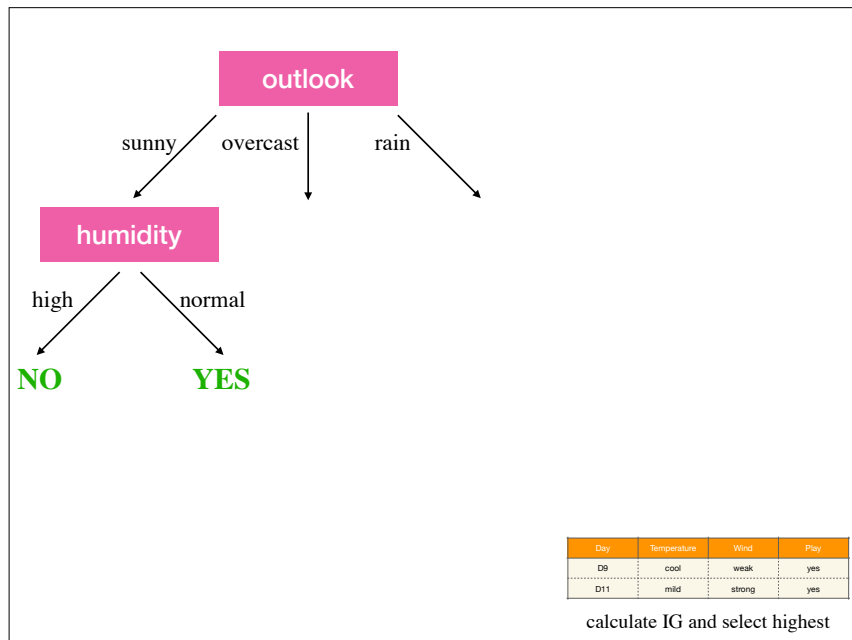 outlook
sunny overcast rain
humidity
high normal
NO YES
Day Temperature Wind Play
D9 cool weak yes
D11 mild strong yes
calculate IG and select highest